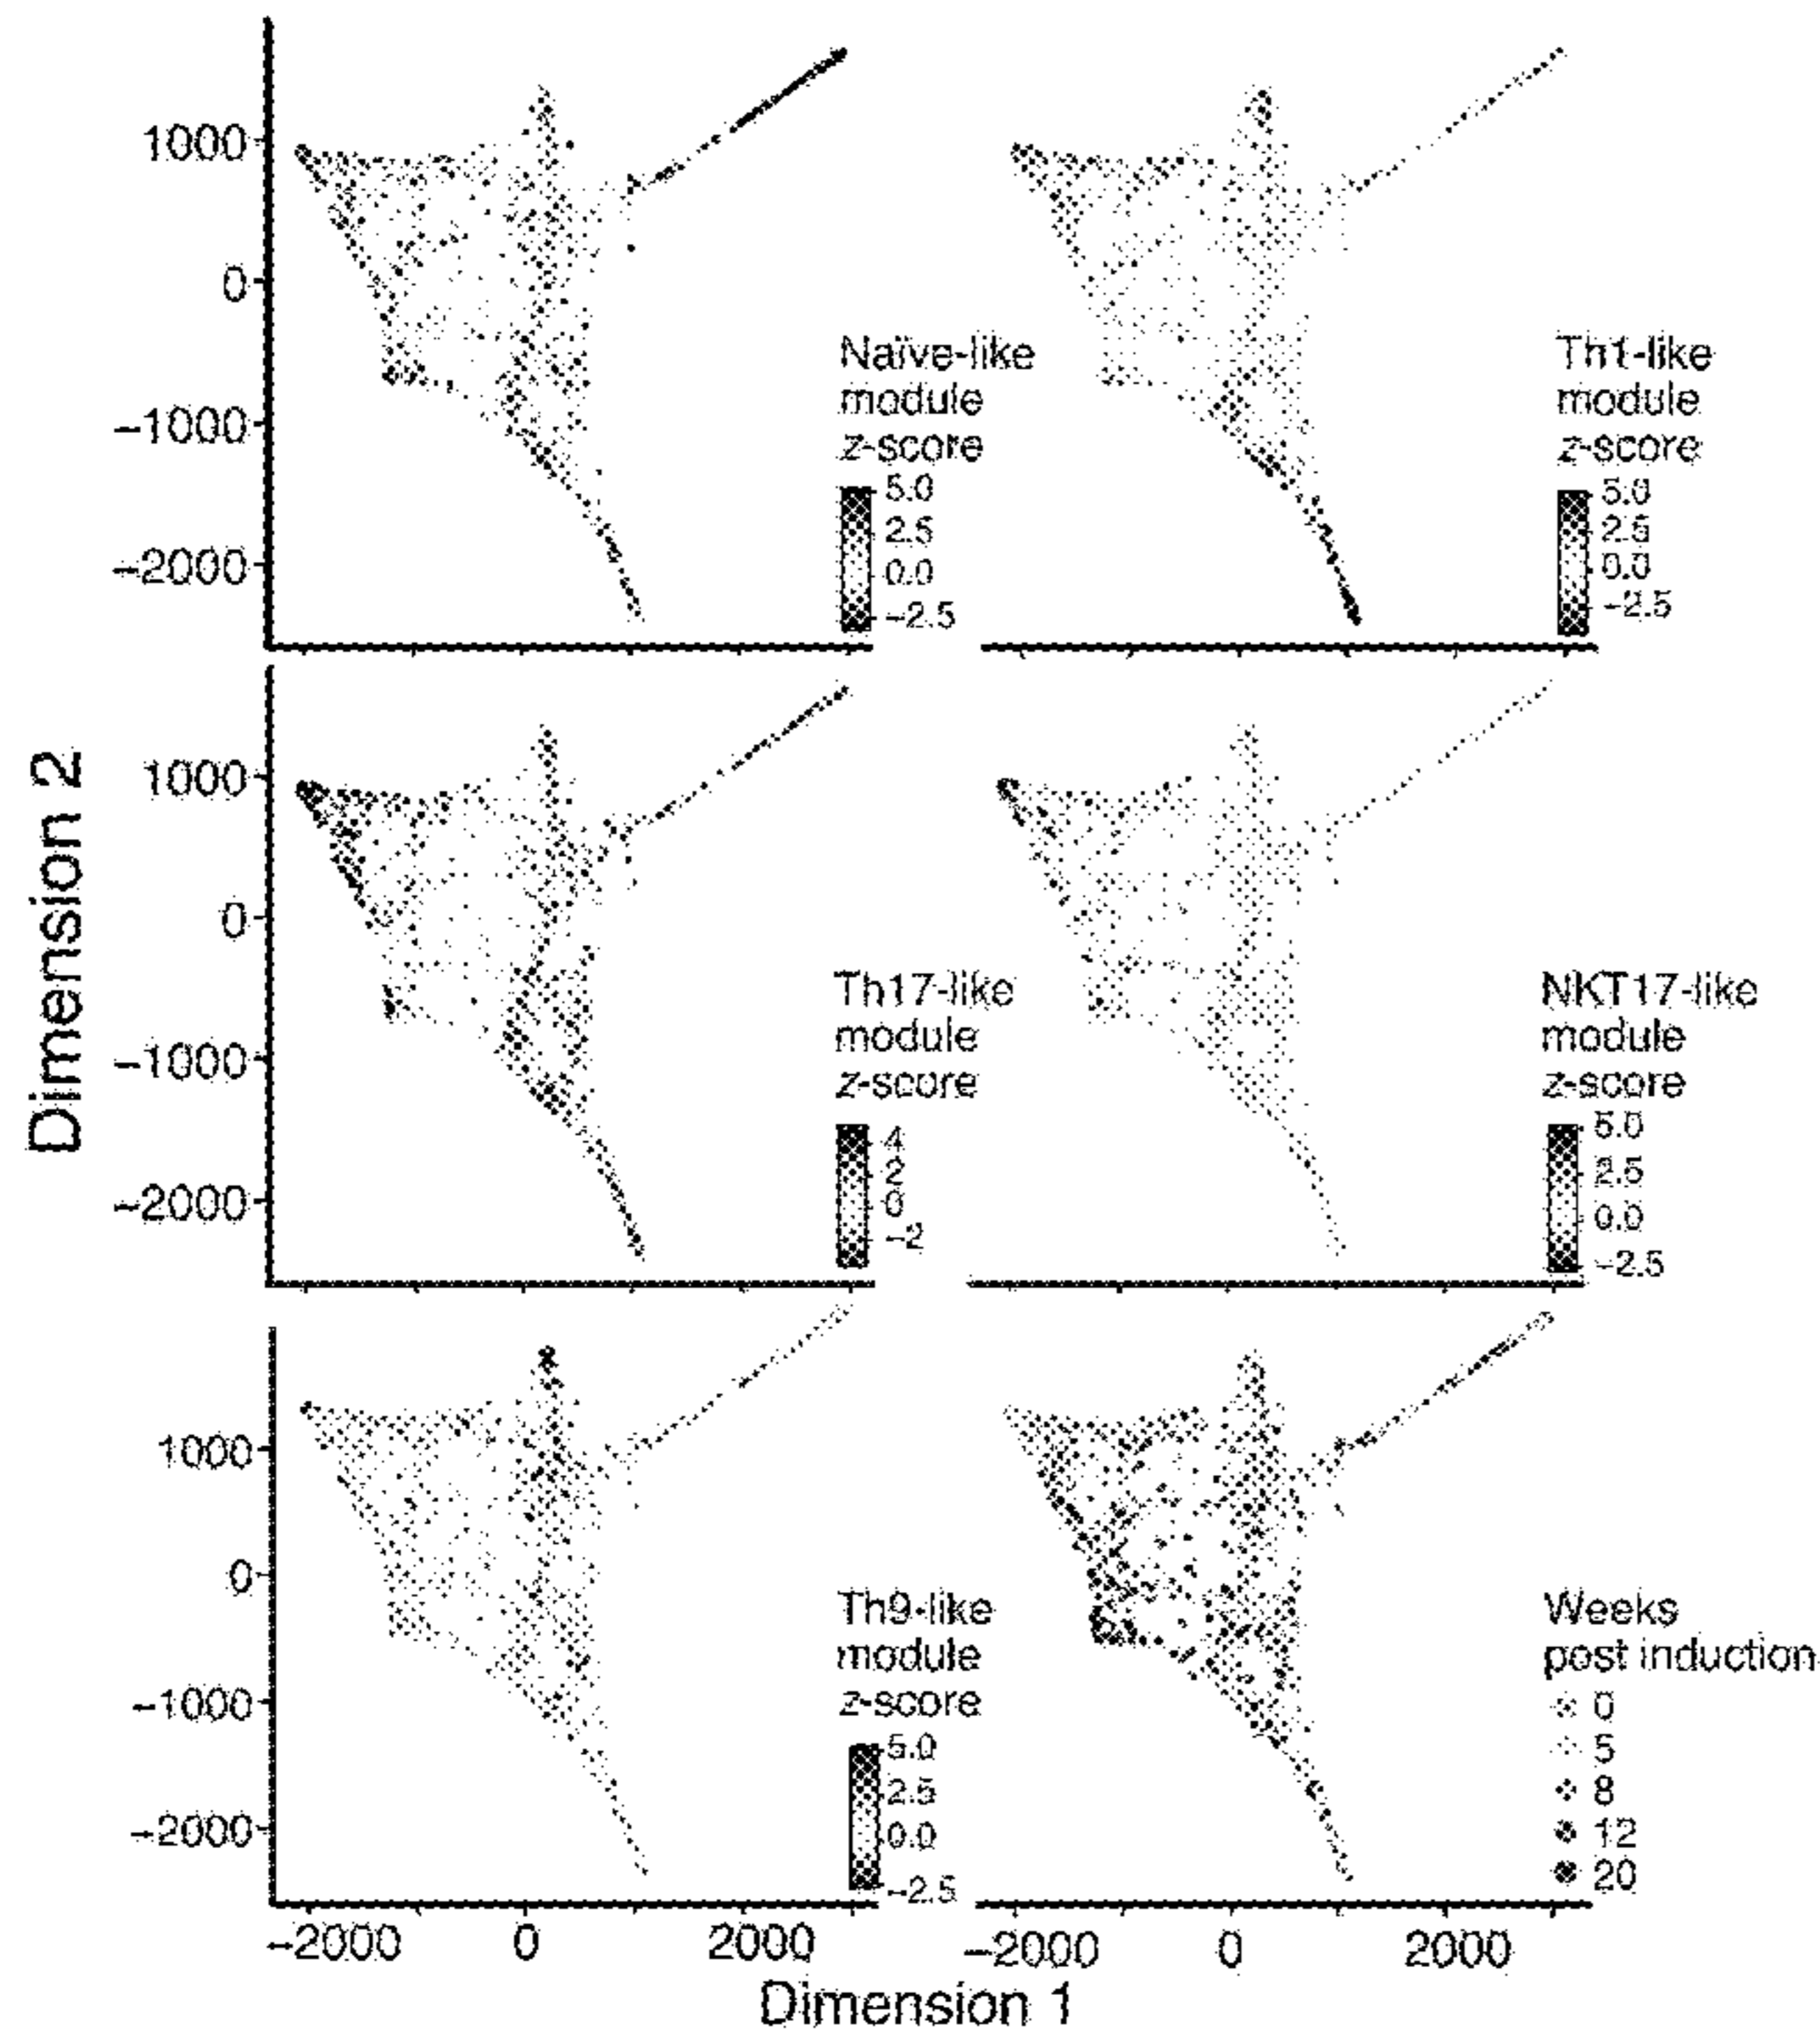 1000
0
-1000
-2000
Naïve-like
module
z-score
5.0
2.5
0.0
-2.5
Th1-like
module
z-score
5.0
2.5
0.0
-2.5
Dimension 2
1000
0
-1000
-2000
Th17-like
module
z-score
4
2
0
-2
NKT17-like
module
z-score
5.0
2.5
0.0
-2.5
1000
0
-1000
-2000
Th9-like
module
z-score
5.0
2.5
0.0
-2.5
Weeks
post induction
0
5
8
12
20
-2000 0 2000
-2000 0 2000
Dimension 1